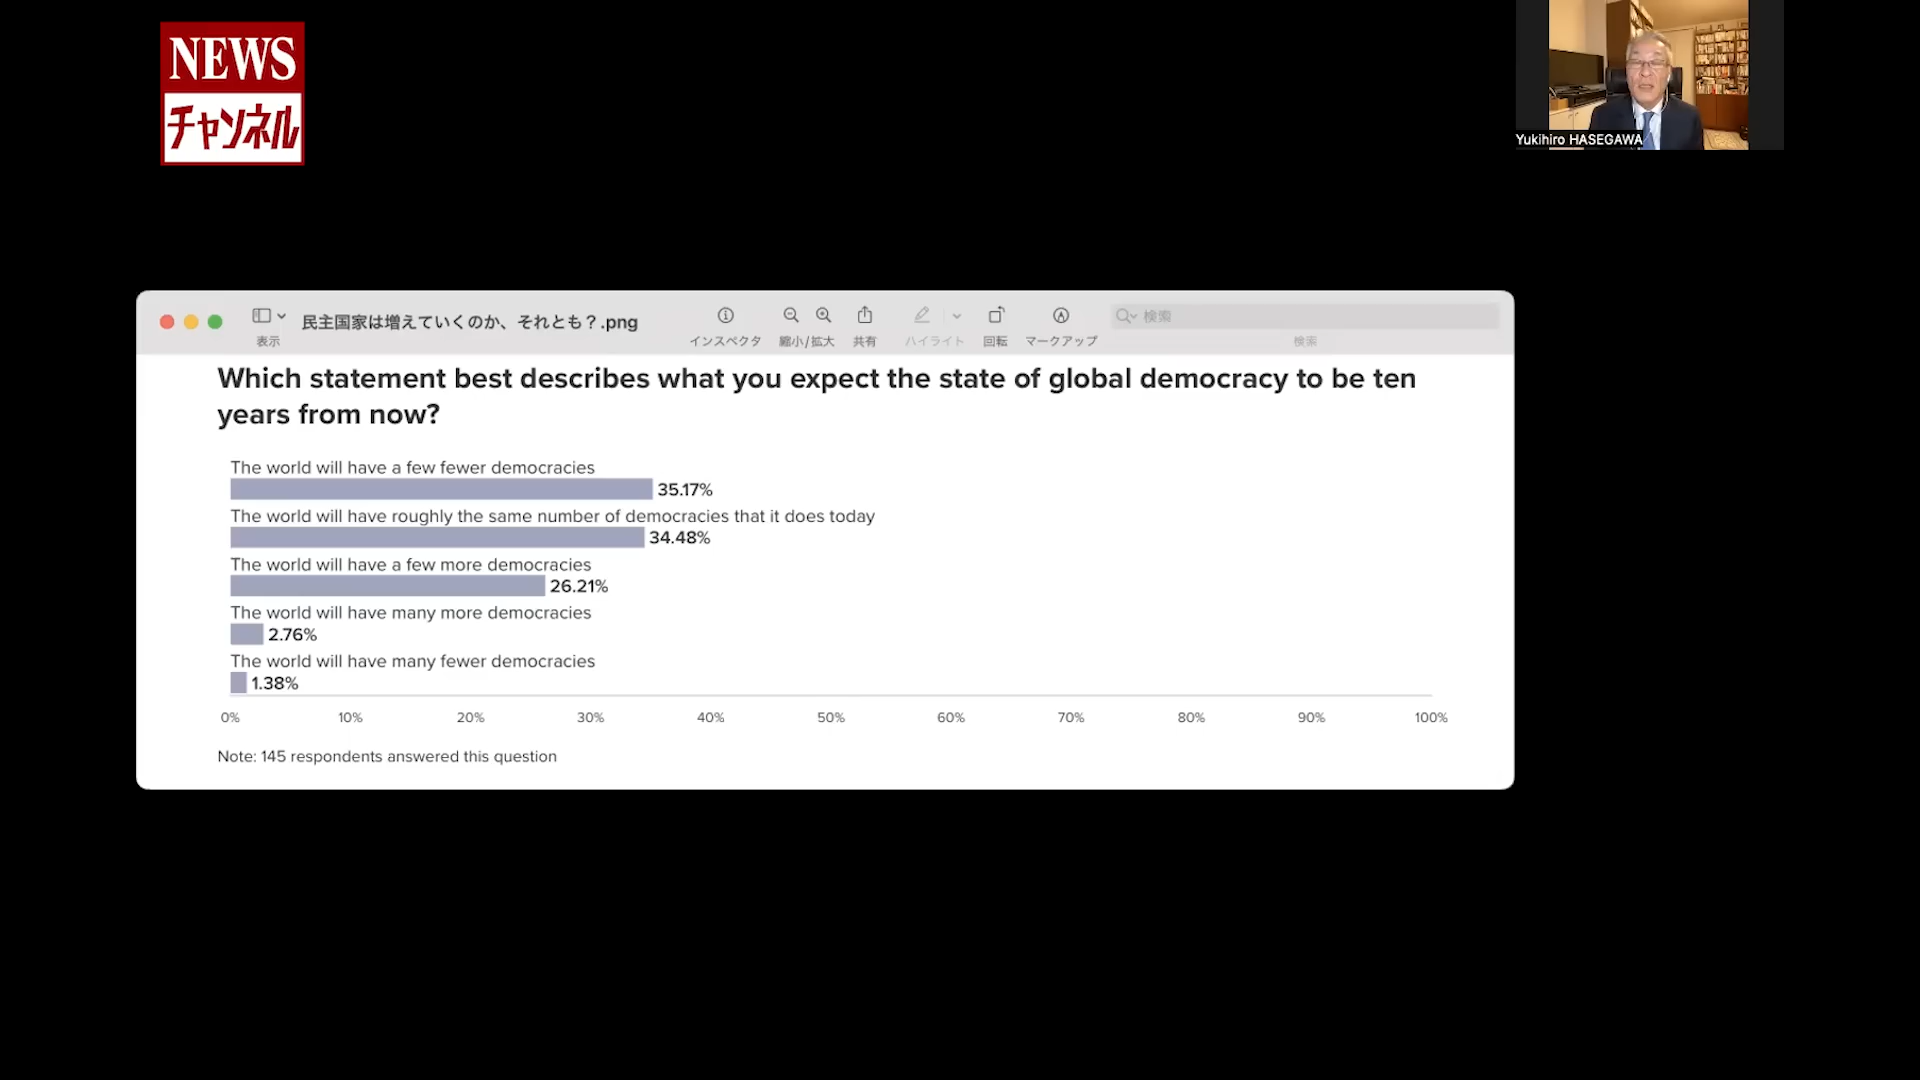 NEWS
チャンネル
Yukihiro HASEGAWA
民主国家は増えていくのか、それとも？.png
検索
表示
インスペクタ
縮小/拡大
共有
ハイライト
回転
マークアップ
検索
Which statement best describes what you expect the state of global democracy to be ten
years from now?
The world will have a few fewer democracies
35.17%
The world will have roughly the same number of democracies that it does today
34.48%
The world will have a few more democracies
26.21%
The world will have many more democracies
2.76%
The world will have many fewer democracies
1.38%
0% 10% 20% 30% 40% 50% 60% 70% 80% 90% 100%
Note: 145 respondents answered this question